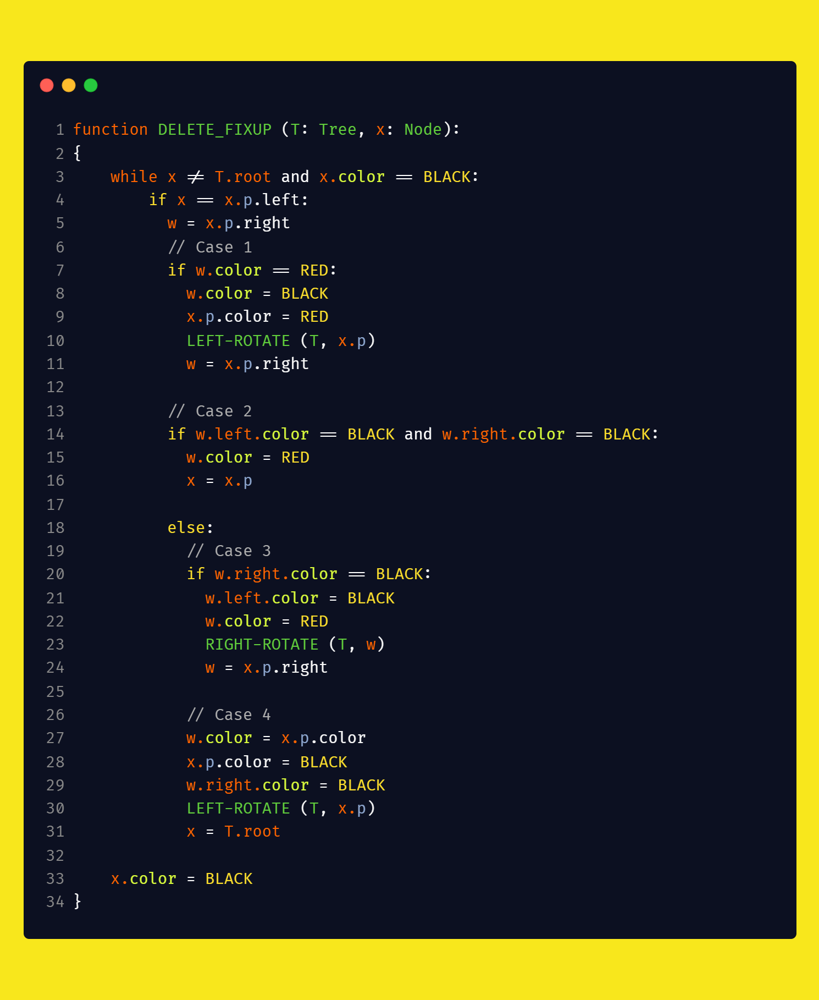 1 function DELETE_FIXUP (T: Tree, x: Node):
2 {
3     while x != T.root and x.color == BLACK:
4         if x == x.p.left:
5           w = x.p.right
6           // Case 1
7           if w.color == RED:
8             w.color = BLACK
9             x.p.color = RED
10             LEFT-ROTATE (T, x.p)
11             w = x.p.right
12
13           // Case 2
14           if w.left.color == BLACK and w.right.color == BLACK:
15             w.color = RED
16             x = x.p
17
18           else:
19             // Case 3
20             if w.right.color == BLACK:
21               w.left.color = BLACK
22               w.color = RED
23               RIGHT-ROTATE (T, w)
24               w = x.p.right
25
26             // Case 4
27             w.color = x.p.color
28             x.p.color = BLACK
29             w.right.color = BLACK
30             LEFT-ROTATE (T, x.p)
31             x = T.root
32
33     x.color = BLACK
34 }